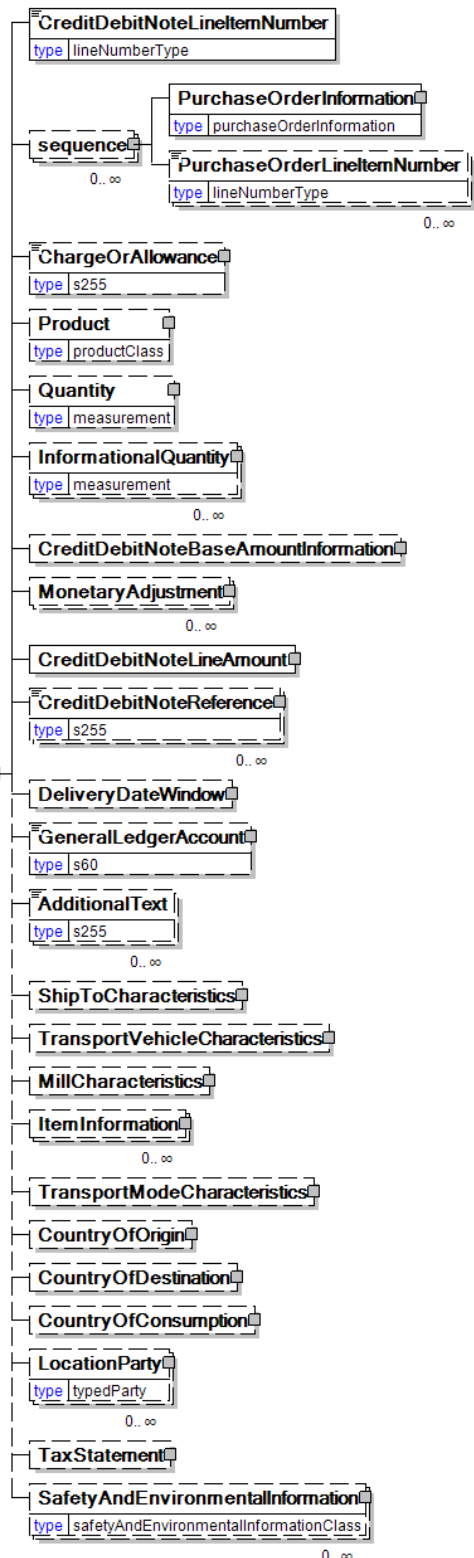 CreditDebitNoteLineItemNumber
type lineNumberType
PurchaseOrderInformation
type purchaseOrderInformation
sequence
0.. ∞
PurchaseOrderLineItemNumber
type lineNumberType
0.. ∞
ChargeOrAllowance
type s255
Product
type productClass
Quantity
type measurement
InformationalQuantity
type measurement
0.. ∞
CreditDebitNoteBaseAmountInformation
MonetaryAdjustment
0.. ∞
CreditDebitNoteLineAmount
CreditDebitNoteReference
type s255
0.. ∞
DeliveryDateWindow
GeneralLedgerAccount
type s60
AdditionalText
type s255
0.. ∞
ShipToCharacteristics
TransportVehicleCharacteristics
MillCharacteristics
ItemInformation
0.. ∞
TransportModeCharacteristics
CountryOfOrigin
CountryOfDestination
CountryOfConsumption
LocationParty
type typedParty
0.. ∞
TaxStatement
SafetyAndEnvironmentalInformation
type safetyAndEnvironmentalInformationClass
0.. ∞